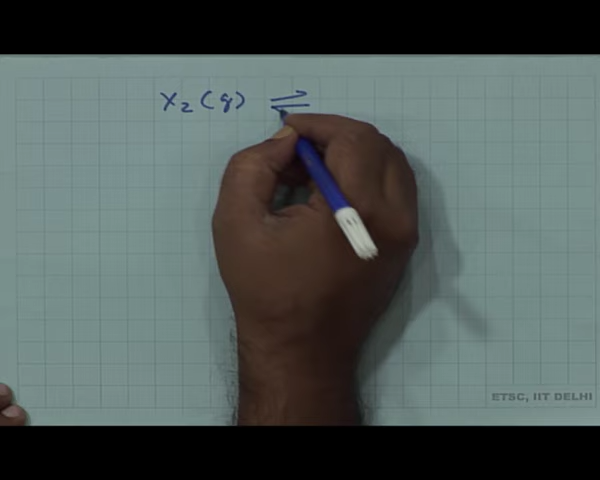 X₂(g) ⇌
ETSC, IIT DELHI